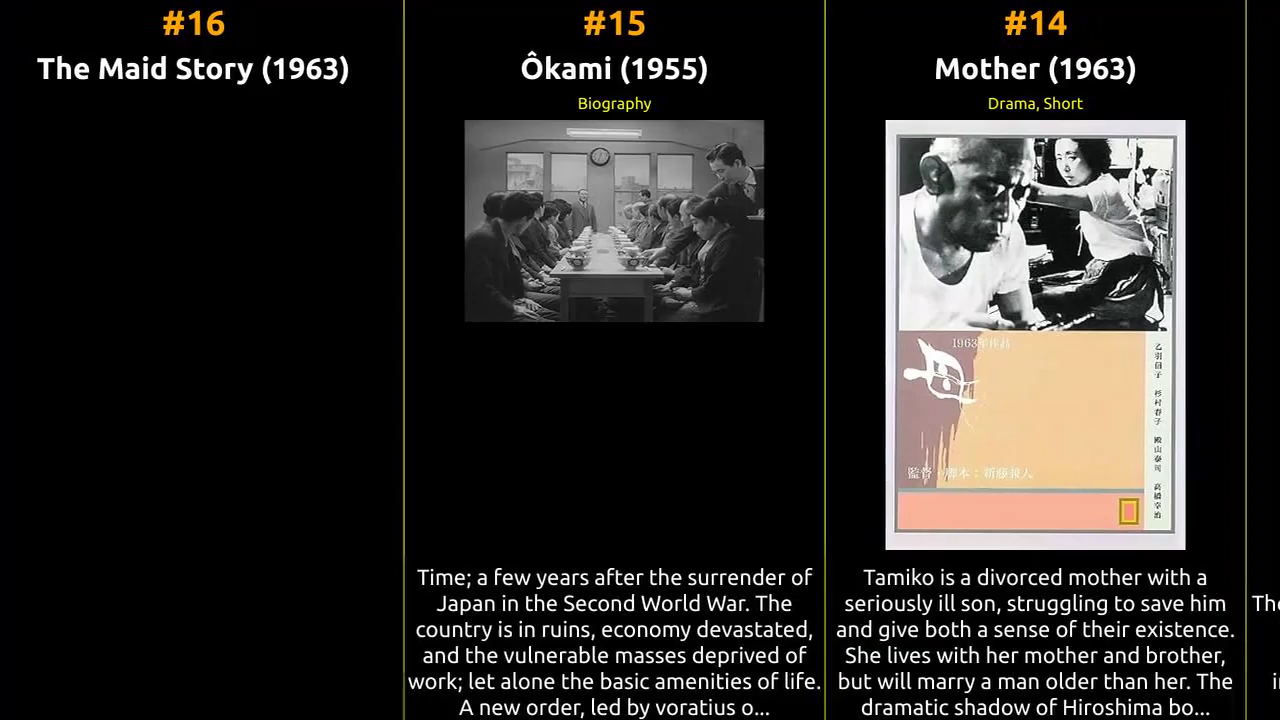 #16
The Maid Story (1963)
#15
Ôkami (1955)
Biography
Time; a few years after the surrender of
Japan in the Second World War. The
country is in ruins, economy devastated,
and the vulnerable masses deprived of
work; let alone the basic amenities of life.
A new order, led by voratius o...
#14
Mother (1963)
Drama, Short
1963年作品
母
監督・脚本：新藤兼人
乙羽信子 杉村春子 殿山泰司 高橋幸治
Tamiko is a divorced mother with a
seriously ill son, struggling to save him
and give both a sense of their existence.
She lives with her mother and brother,
but will marry a man older than her. The
dramatic shadow of Hiroshima bo...